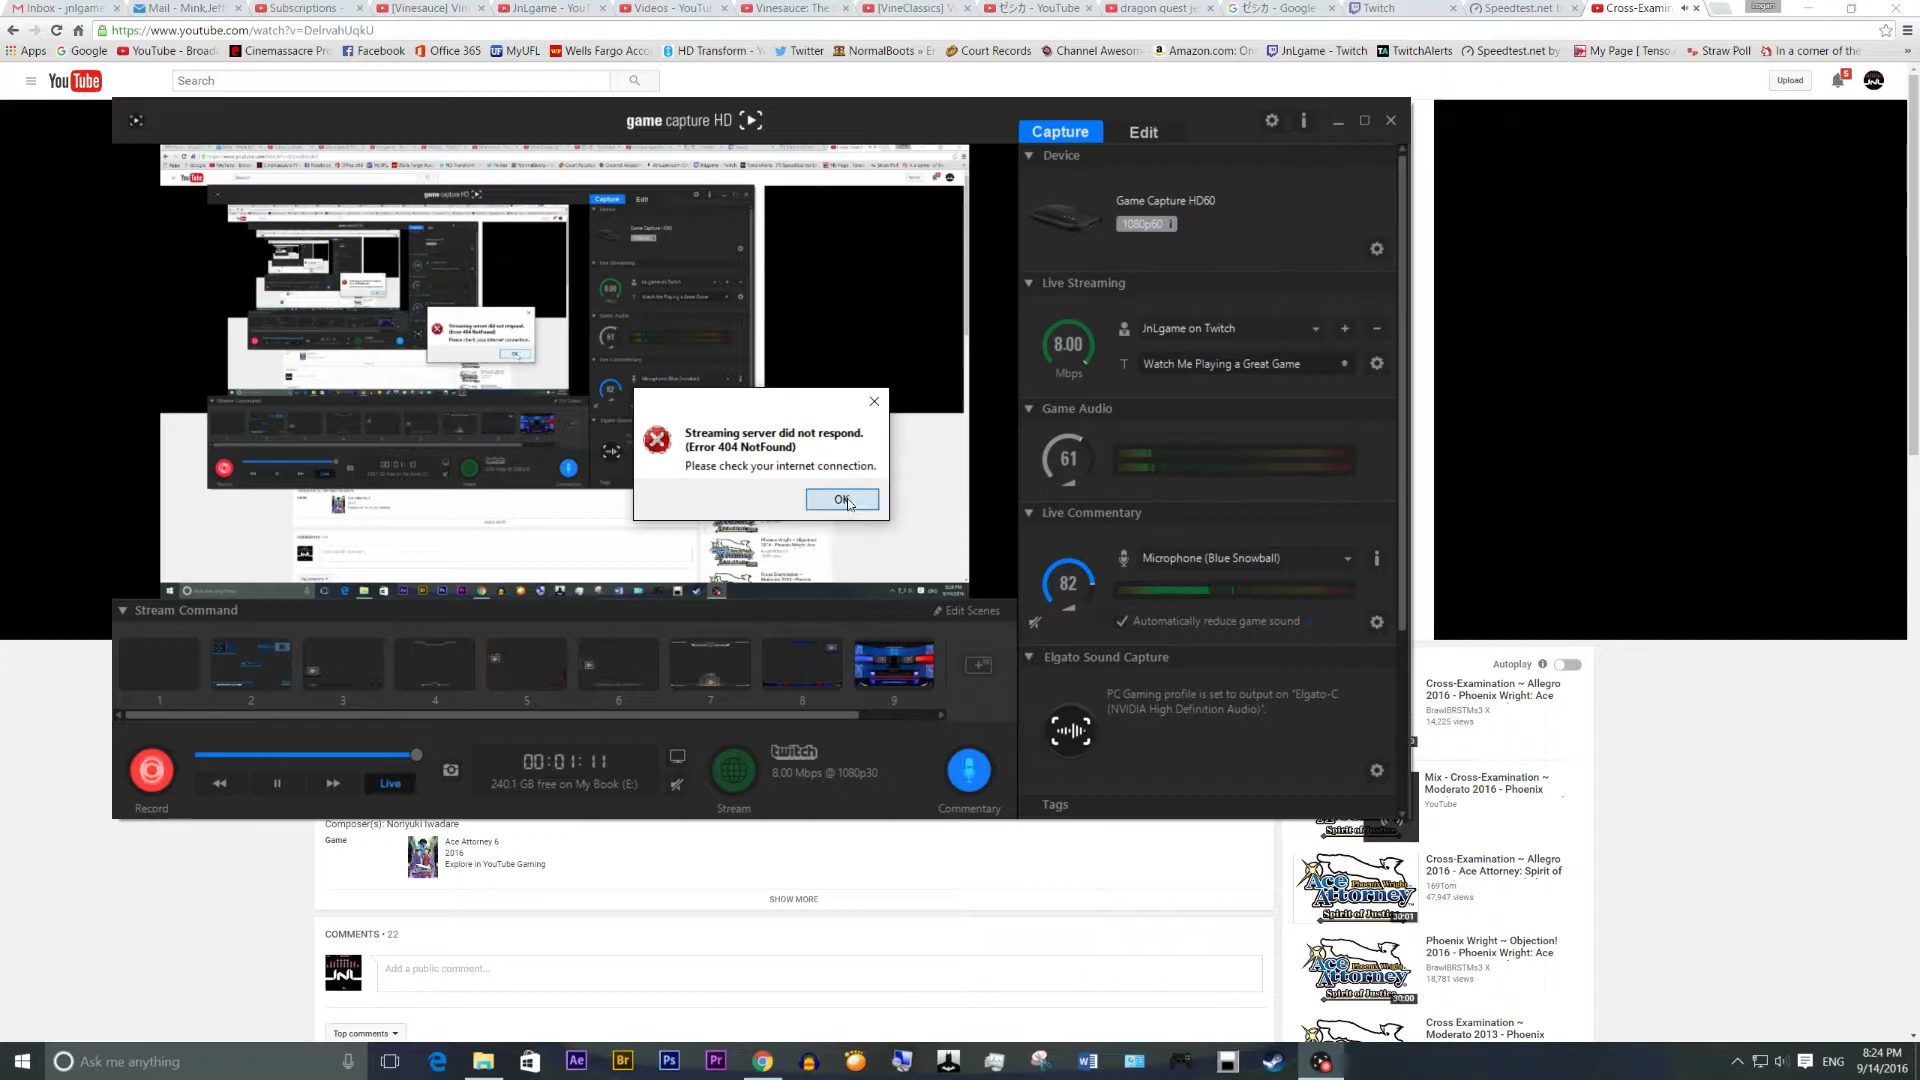 Inbox - jnlgame
Mail - Mink,Jeff
Subscriptions -
[Vinesauce] Vin
JnLgame - YouT
Videos - YouTu
Vinesauce: The
[VineClassics] V
ゼシカ - YouTube
dragon quest je
ゼシカ - Google
Twitch
Speedtest.net b
Cross-Examin
Logan
https://www.youtube.com/watch?v=DelrvahUqkU
Apps
Google
YouTube - Broad
Cinemassacre Pro
Facebook
Office 365
MyUFL
Wells Fargo Acco
HD Transform - Y
Twitter
NormalBoots » E
Court Records
Channel Awesom
Amazon.com: On
JnLgame - Twitch
TwitchAlerts
Speedtest.net by
My Page [ Tenso.
Straw Poll
In a corner of the
YouTube
Search
Upload
5
game capture HD
Capture
Edit
Device
Game Capture HD60
1080p60 i
Live Streaming
8.00
Mbps
JnLgame on Twitch
Watch Me Playing a Great Game
Game Audio
61
Live Commentary
82
Microphone (Blue Snowball)
Automatically reduce game sound
Elgato Sound Capture
PC Gaming profile is set to output on "Elgato-C
(NVIDIA High Definition Audio)".
Tags
Streaming server did not respond.
(Error 404 NotFound)
Please check your internet connection.
OK
Stream Command
Edit Scenes
1 2 3 4 5 6 7 8 9
Record
Live
00:01:11
240.1 GB free on My Book (E:)
Stream
twitch
8.00 Mbps @ 1080p30
Commentary
Composer(s): Noriyuki Iwadare
Game
Ace Attorney 6
2016
Explore in YouTube Gaming
SHOW MORE
COMMENTS • 22
Add a public comment...
Top comments
Autoplay
Cross-Examination ~ Allegro
2016 - Phoenix Wright: Ace
BrawlBRSTMs3 X
14,225 views
Mix - Cross-Examination ~
Moderato 2016 - Phoenix
YouTube
Cross-Examination ~ Allegro
2016 - Ace Attorney: Spirit of
169Tom
47,947 views
30:01
Phoenix Wright ~ Objection!
2016 - Phoenix Wright: Ace
BrawlBRSTMs3 X
18,781 views
30:00
Cross Examination ~
Moderato 2013 - Phoenix
Ask me anything
ENG
8:24 PM
9/14/2016